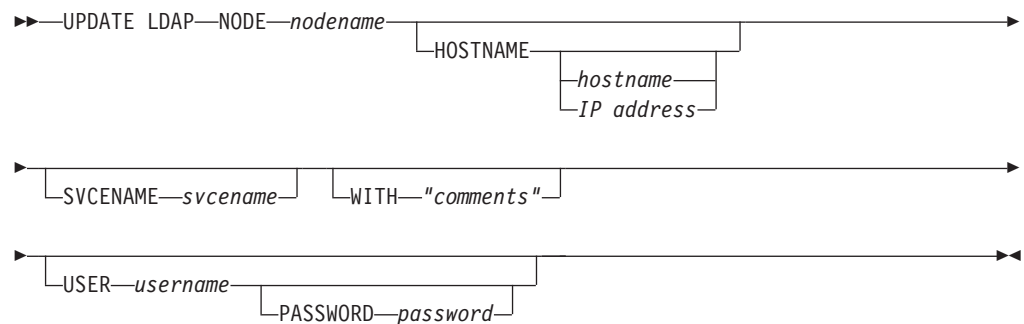 UPDATE LDAP NODE nodename
HOSTNAME
hostname
IP address
SVCENAME svcename WITH "comments"
USER username
PASSWORD password